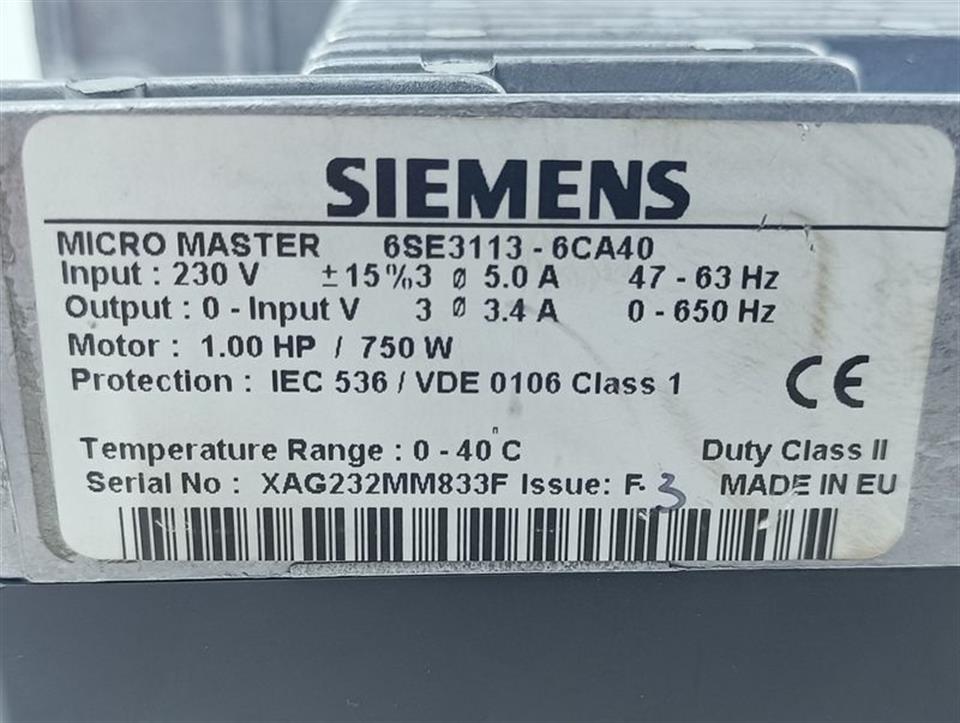 SIEMENS
MICRO MASTER 6SE3113 - 6CA40
Input : 230 V ±15%3 Ø 5.0 A 47 - 63 Hz
Output : 0 - Input V 3 Ø 3.4 A 0 - 650 Hz
Motor : 1.00 HP / 750 W
Protection : IEC 536 / VDE 0106 Class 1
CE
Temperature Range : 0 - 40°C Duty Class II
Serial No : XAG232MM833F Issue: F. 3 MADE IN EU